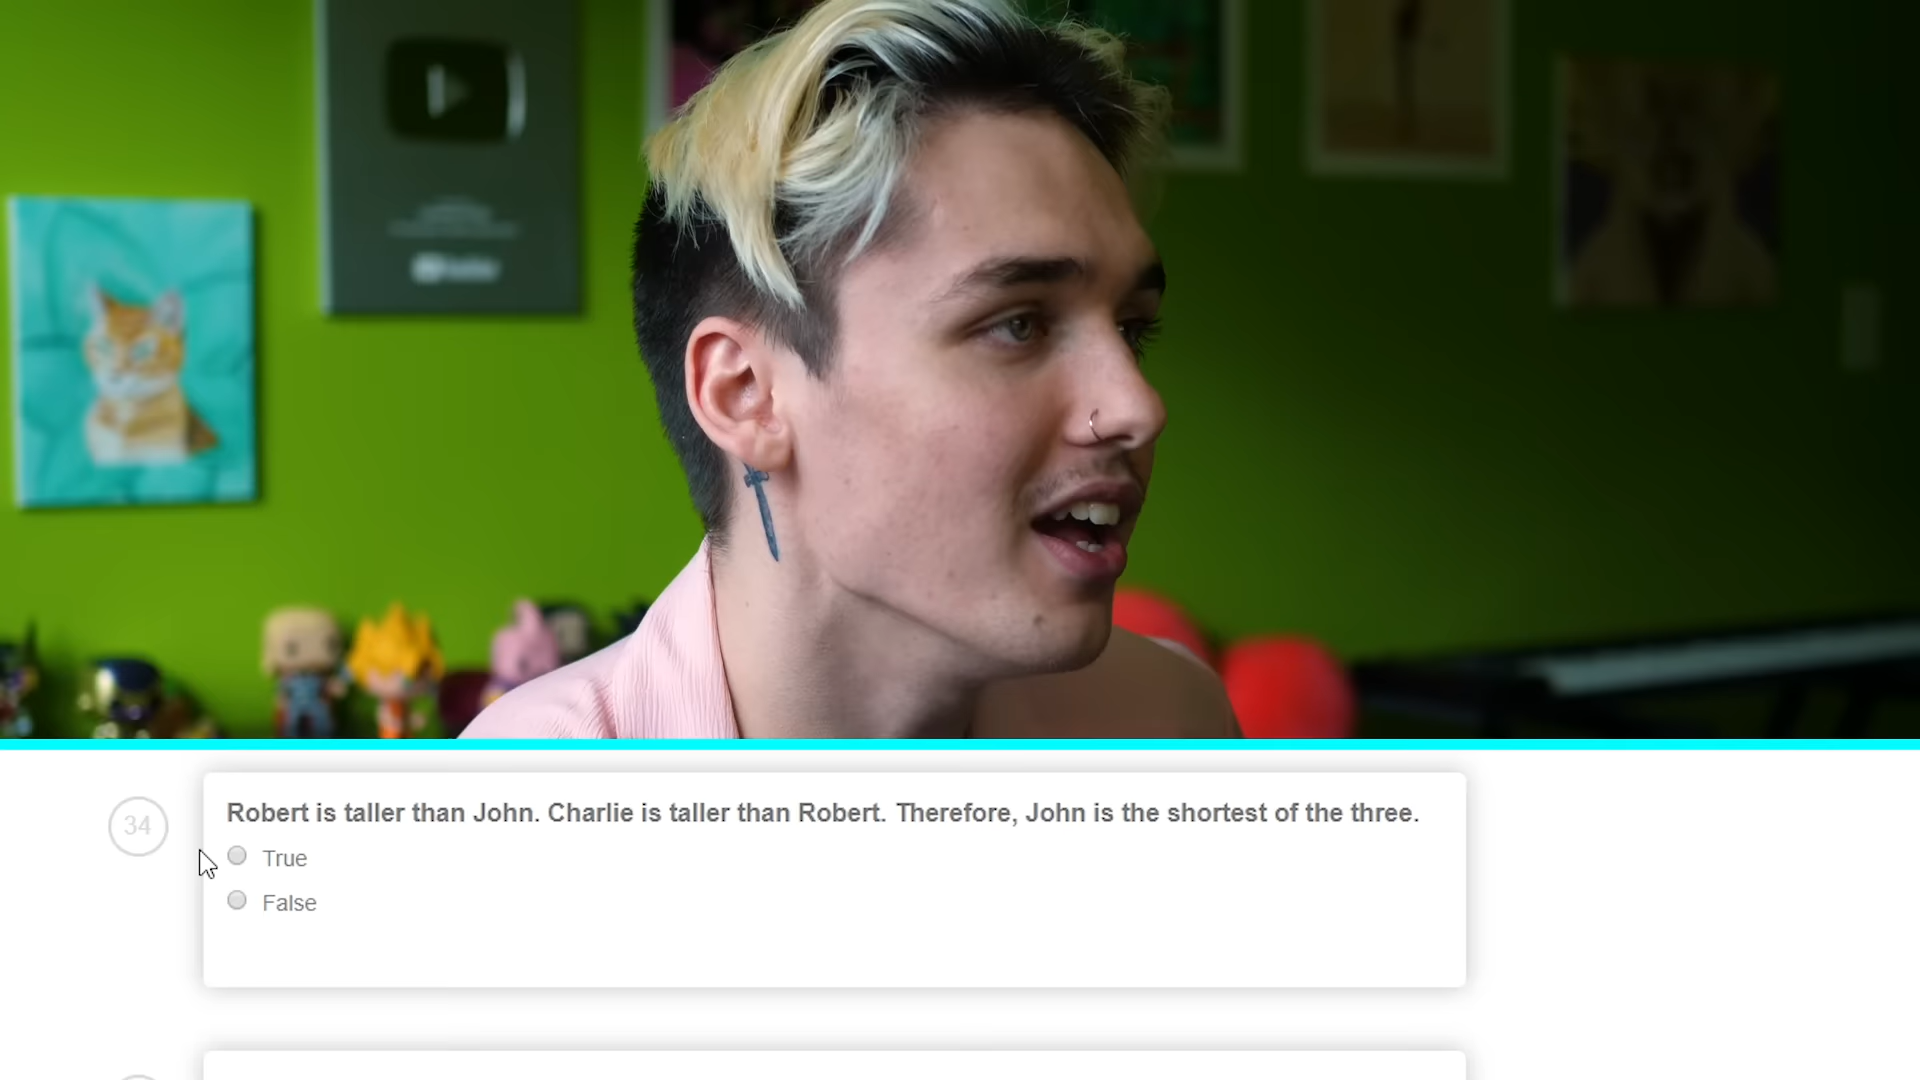 34
Robert is taller than John. Charlie is taller than Robert. Therefore, John is the shortest of the three.
True
False